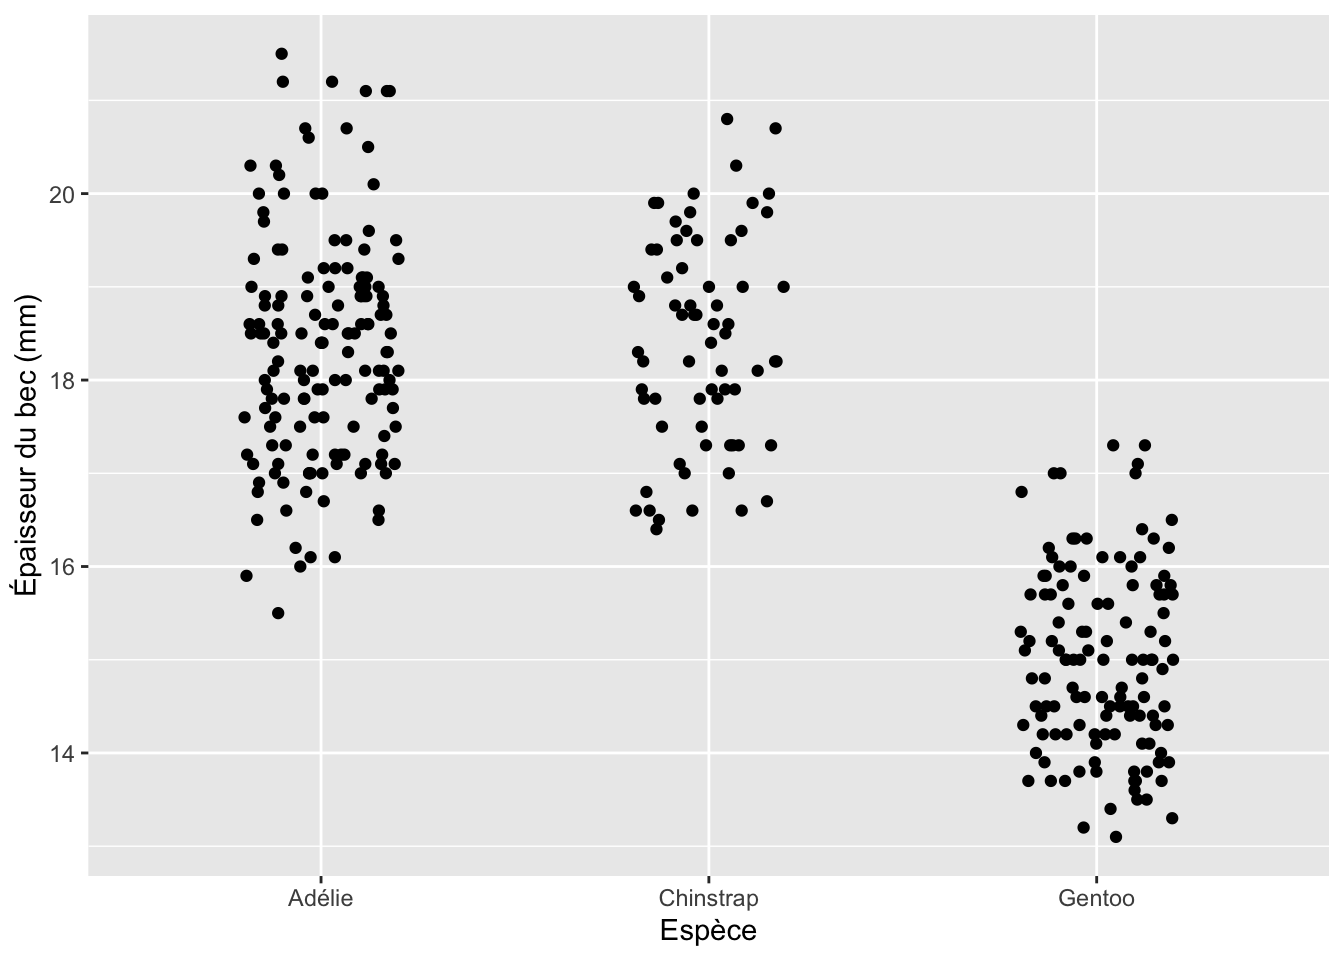 Épaisseur du bec (mm)
20
18
16
14
Adélie
Chinstrap
Gentoo
Espèce